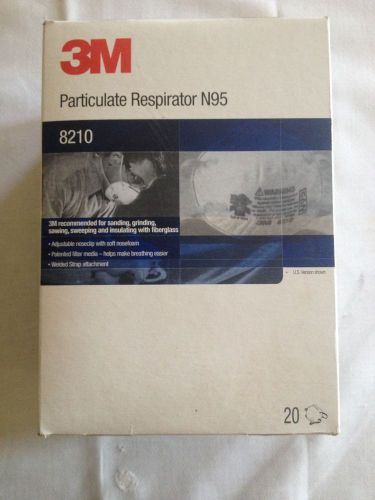 3M
Particulate Respirator N95
8210
WARNING
3M recommended for sanding, grinding,
sawing, sweeping and insulating with fiberglass
• Adjustable noseclip with soft nosefoam
• Patented filter media – helps make breathing easier
• Welded Strap attachment
U.S. Version shown
20